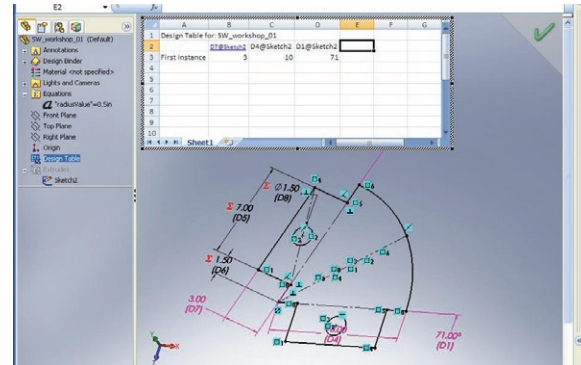 E2
fx
SW_workshop_01 (Default)
Annotations
Design Binder
Material <not specified>
Lights and Cameras
Equations
"radiusValue"=0.5in
Front Plane
Top Plane
Right Plane
Origin
Design Table
Extrude1
Sketch2
A B C D E F
1 Design Table for: SW_workshop_01
2 D7@Sketch2 D4@Sketch2 D1@Sketch2
3 First Instance 3 10 71
4
5
6
7
8
9
10
Sheet1
Σ Ø1.50
(D8)
Σ 7.00
(D5)
Σ 1.50
(D6)
3.00
(D7)
(D4)
71.00°
(D1)